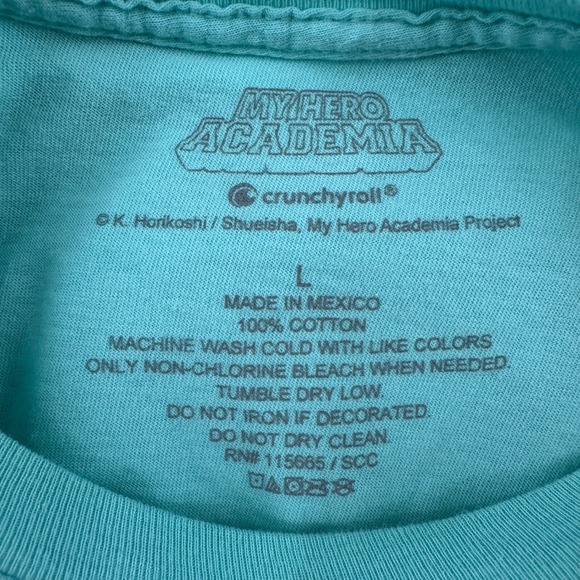 MY HERO
ACADEMIA
crunchyroll®
© K. Horikoshi / Shueisha, My Hero Academia Project
L
MADE IN MEXICO
100% COTTON
MACHINE WASH COLD WITH LIKE COLORS
ONLY NON-CHLORINE BLEACH WHEN NEEDED.
TUMBLE DRY LOW.
DO NOT IRON IF DECORATED.
DO NOT DRY CLEAN.
RN# 115665 / SCC